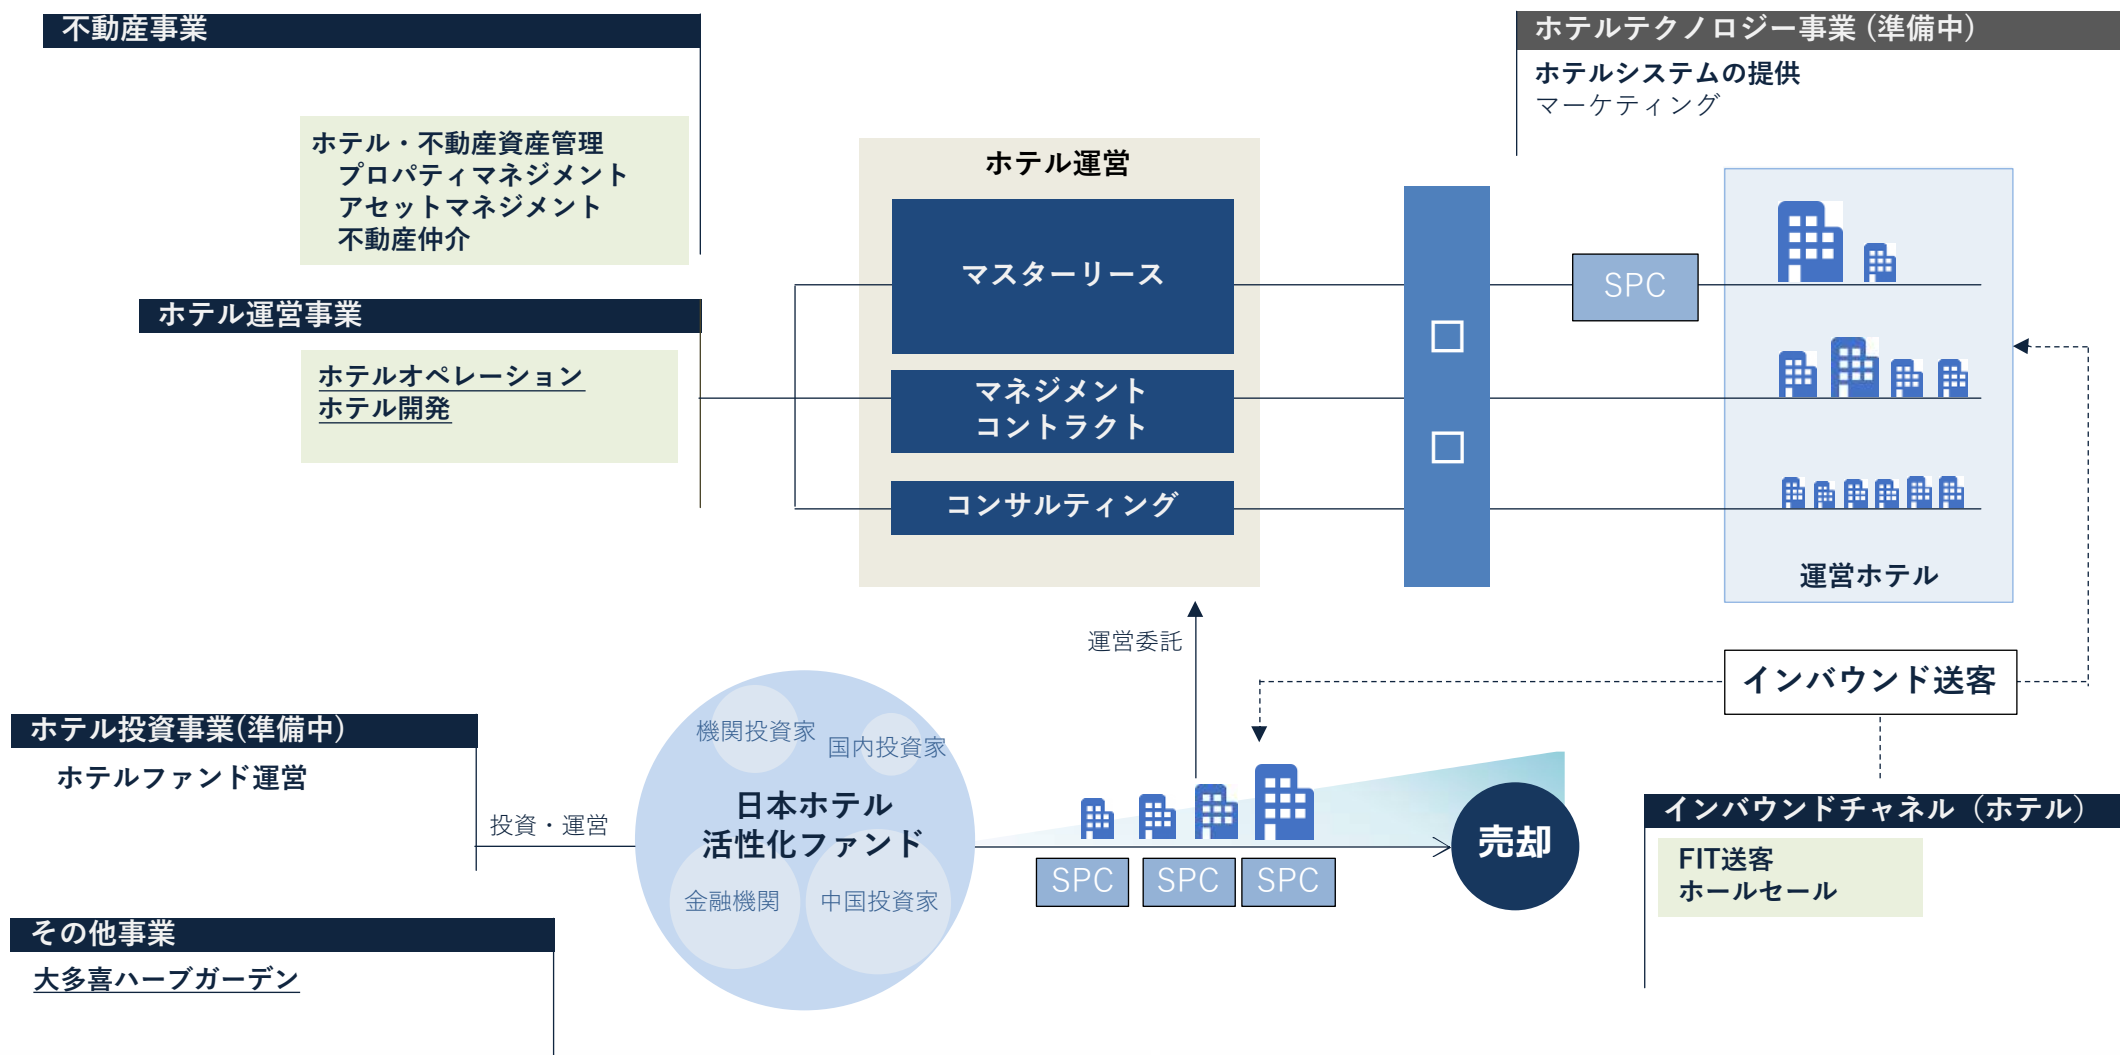 不動産事業
ホテル・不動産資産管理
プロパティマネジメント
アセットマネジメント
不動産仲介
ホテル運営事業
ホテルオペレーション
ホテル開発
ホテル運営
マスターリース
マネジメント
コントラクト
コンサルティング
ホテルテクノロジー事業 (準備中)
ホテルシステムの提供
マーケティング
SPC
運営ホテル
運営委託
インバウンド送客
ホテル投資事業(準備中)
ホテルファンド運営
投資・運営
機関投資家
国内投資家
日本ホテル
活性化ファンド
金融機関
中国投資家
SPC
SPC
SPC
売却
インバウンドチャネル（ホテル）
FIT送客
ホールセール
その他事業
大多喜ハーブガーデン